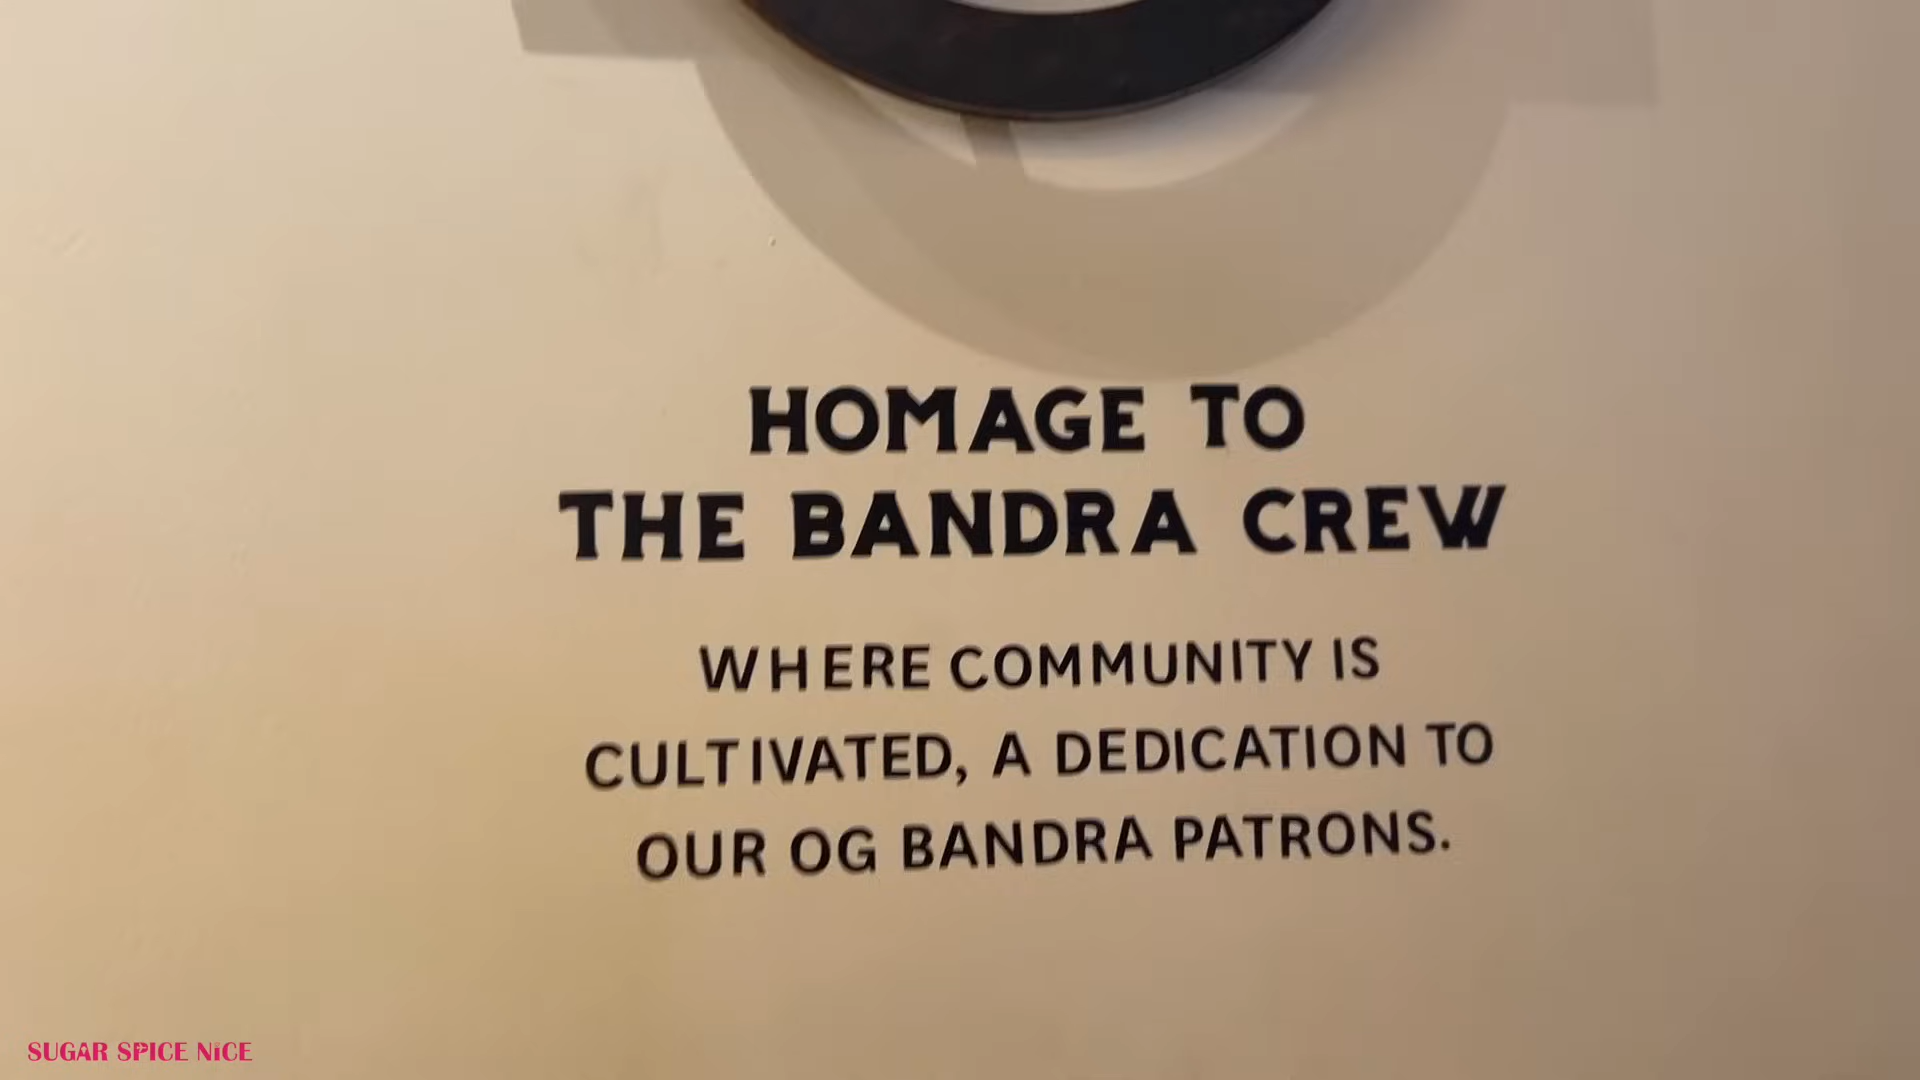 HOMAGE TO
THE BANDRA CREW
WHERE COMMUNITY IS
CULTIVATED, A DEDICATION TO
OUR OG BANDRA PATRONS.
SUGAR SPICE NiCE